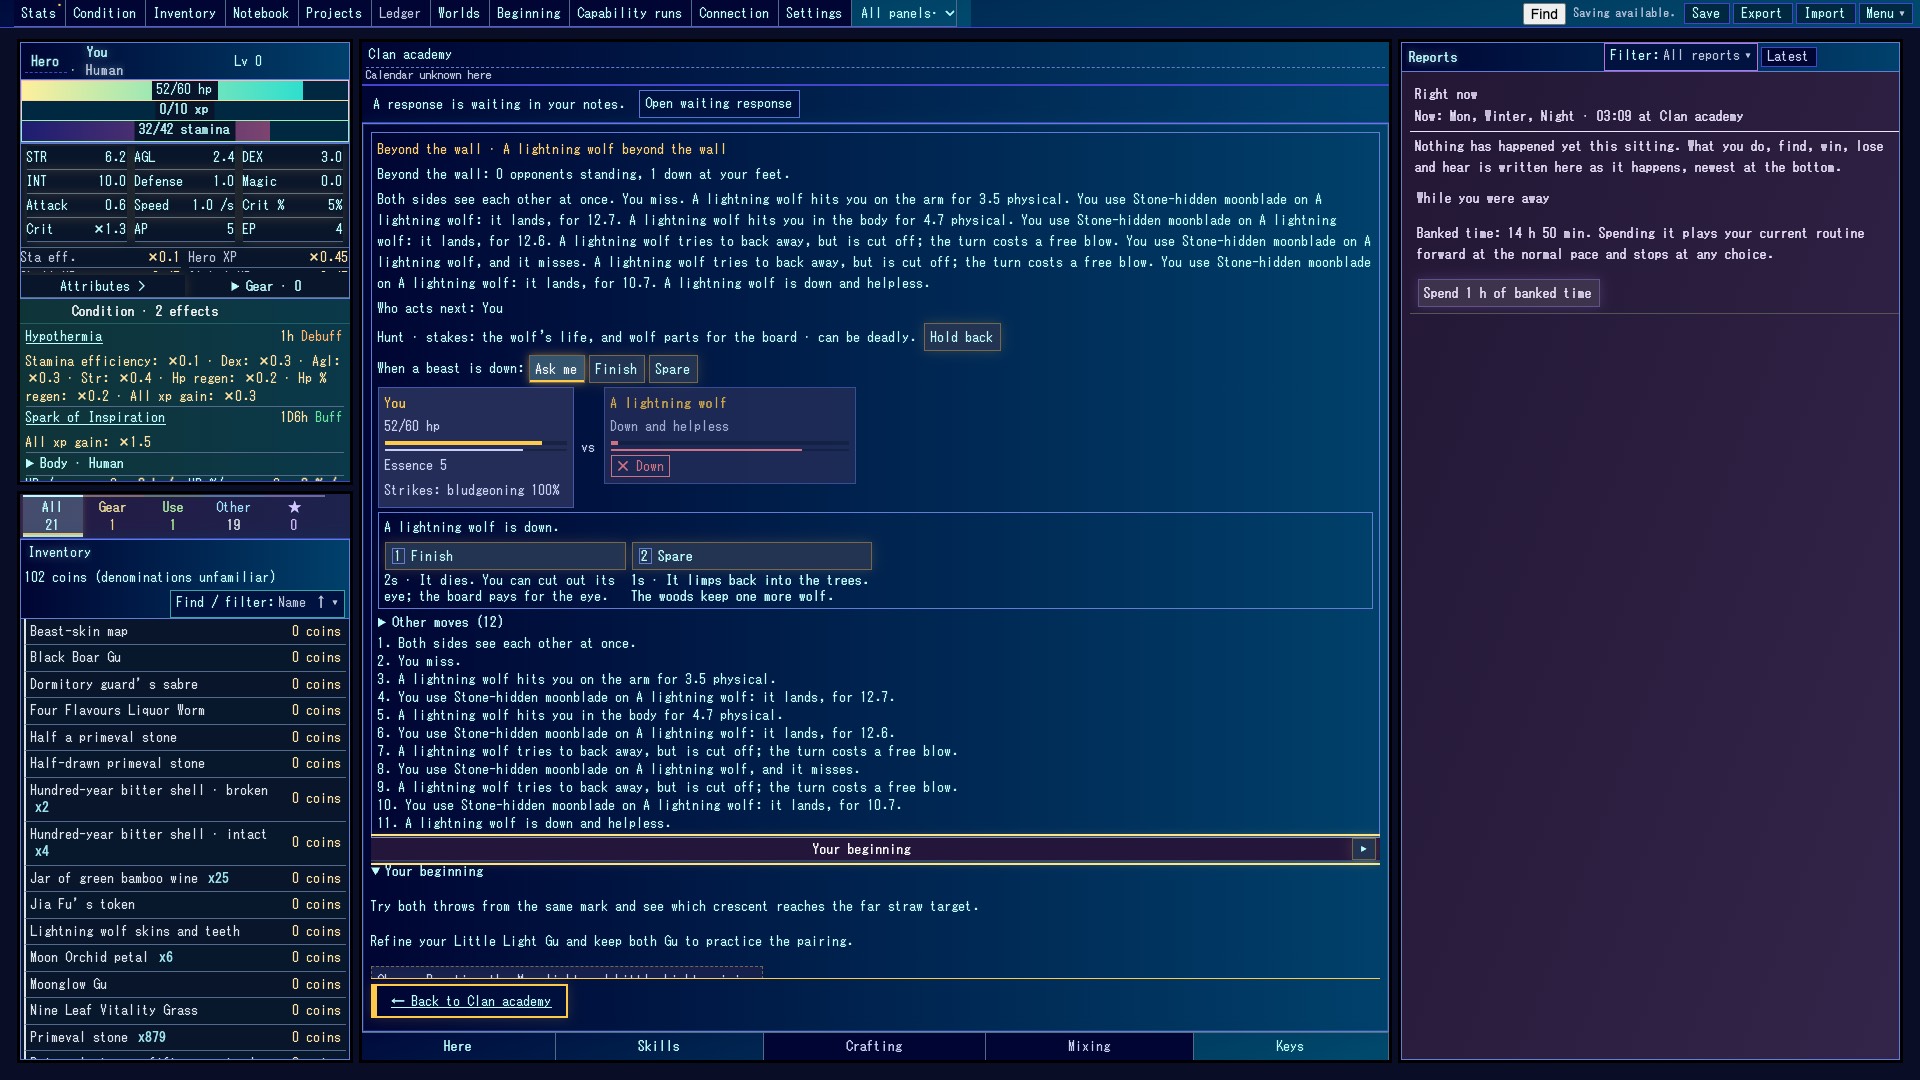 Stats Condition Inventory Notebook Projects Ledger Worlds Beginning Capability runs Connection Settings All panels· Find Saving available. Save Export Import Menu ▾
Hero · You Human Lv 0
52/60 hp
0/10 xp
32/42 stamina
STR 6.2 AGL 2.4 DEX 3.0
INT 10.0 Defense 1.0 Magic 0.0
Attack 0.6 Speed 1.0 /s Crit % 5%
Crit ×1.3 AP 5 EP 4
Sta eff. ×0.1 Hero XP ×0.45
Attributes > ▶ Gear · 0
Condition · 2 effects
Hypothermia 1h Debuff
Stamina efficiency: ×0.1 · Dex: ×0.3 · Agl:
×0.3 · Str: ×0.4 · Hp regen: ×0.2 · Hp %
regen: ×0.2 · All xp gain: ×0.3
Spark of Inspiration 1D6h Buff
All xp gain: ×1.5
▶ Body · Human
All 21 Gear 1 Use 1 Other 19 ★ 0
Inventory
102 coins (denominations unfamiliar)
Find / filter: Name ↑ ▾
Beast-skin map 0 coins
Black Boar Gu 0 coins
Dormitory guard's sabre 0 coins
Four Flavours Liquor Worm 0 coins
Half a primeval stone 0 coins
Half-drawn primeval stone 0 coins
Hundred-year bitter shell · broken x2 0 coins
Hundred-year bitter shell · intact x4 0 coins
Jar of green bamboo wine x25 0 coins
Jia Fu's token 0 coins
Lightning wolf skins and teeth 0 coins
Moon Orchid petal x6 0 coins
Moonglow Gu 0 coins
Nine Leaf Vitality Grass 0 coins
Primeval stone x879 0 coins
Clan academy
Calendar unknown here
A response is waiting in your notes. Open waiting response
Beyond the wall · A lightning wolf beyond the wall
Beyond the wall: 0 opponents standing, 1 down at your feet.
Both sides see each other at once. You miss. A lightning wolf hits you on the arm for 3.5 physical. You use Stone-hidden moonblade on A
lightning wolf: it lands, for 12.7. A lightning wolf hits you in the body for 4.7 physical. You use Stone-hidden moonblade on A lightning
wolf: it lands, for 12.6. A lightning wolf tries to back away, but is cut off; the turn costs a free blow. You use Stone-hidden moonblade on A
lightning wolf, and it misses. A lightning wolf tries to back away, but is cut off; the turn costs a free blow. You use Stone-hidden moonblade
on A lightning wolf: it lands, for 10.7. A lightning wolf is down and helpless.
Who acts next: You
Hunt · stakes: the wolf's life, and wolf parts for the board · can be deadly. Hold back
When a beast is down: Ask me Finish Spare
You
52/60 hp
Essence 5
Strikes: bludgeoning 100%
vs
A lightning wolf
Down and helpless
✕ Down
A lightning wolf is down.
1 Finish
2s · It dies. You can cut out its
eye; the board pays for the eye.
2 Spare
1s · It limps back into the trees.
The woods keep one more wolf.
▶ Other moves (12)
1. Both sides see each other at once.
2. You miss.
3. A lightning wolf hits you on the arm for 3.5 physical.
4. You use Stone-hidden moonblade on A lightning wolf: it lands, for 12.7.
5. A lightning wolf hits you in the body for 4.7 physical.
6. You use Stone-hidden moonblade on A lightning wolf: it lands, for 12.6.
7. A lightning wolf tries to back away, but is cut off; the turn costs a free blow.
8. You use Stone-hidden moonblade on A lightning wolf, and it misses.
9. A lightning wolf tries to back away, but is cut off; the turn costs a free blow.
10. You use Stone-hidden moonblade on A lightning wolf: it lands, for 10.7.
11. A lightning wolf is down and helpless.
Your beginning ▶
▼ Your beginning
Try both throws from the same mark and see which crescent reaches the far straw target.
Refine your Little Light Gu and keep both Gu to practice the pairing.
← Back to Clan academy
Here Skills Crafting Mixing Keys
Reports Filter: All reports ▾ Latest
Right now
Now: Mon, Winter, Night · 03:09 at Clan academy
Nothing has happened yet this sitting. What you do, find, win, lose
and hear is written here as it happens, newest at the bottom.
While you were away
Banked time: 14 h 50 min. Spending it plays your current routine
forward at the normal pace and stops at any choice.
Spend 1 h of banked time